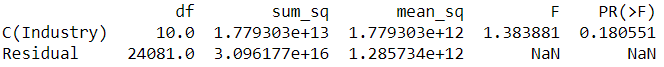 df sum_sq mean_sq F PR(>F)
C(Industry) 10.0 1.779303e+13 1.779303e+12 1.383881 0.180551
Residual 24081.0 3.096177e+16 1.285734e+12 NaN NaN